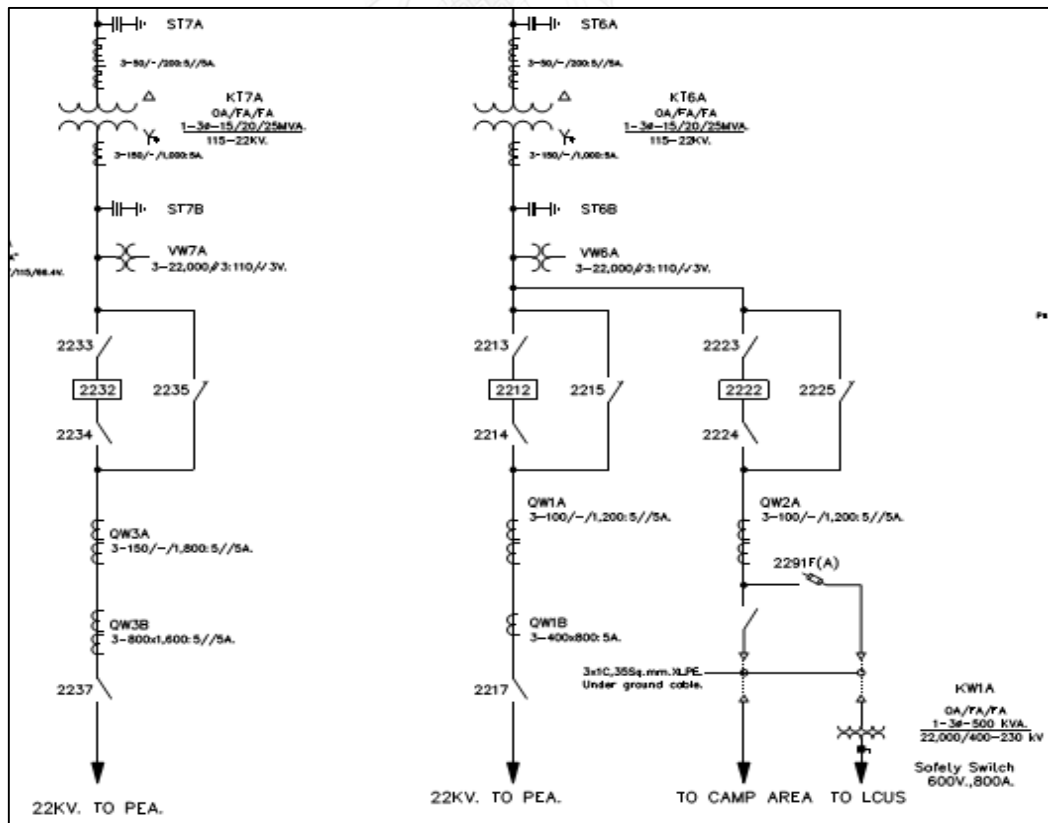 ST7A
ST6A
3-50/-/200:5//5A.
3-50/-/200:5//5A.
KT7A
OA/FA/FA
1-3ø-15/20/25MVA.
115-22KV.
KT6A
OA/FA/FA
1-3ø-15/20/25MVA.
115-22KV.
3-150/-/1,000:5A.
3-150/-/1,000:5A.
ST7B
ST6B
VW7A
3-22,000/√3:110/√3V.
VW6A
3-22,000/√3:110/√3V.
/115/66.4V.
2233
2232
2235
2234
2213
2212
2215
2214
2223
2222
2225
2224
QW3A
3-150/-/1,800:5//5A.
QW1A
3-100/-/1,200:5//5A.
QW2A
3-100/-/1,200:5//5A.
2291F(A)
QW3B
3-800x1,600:5//5A.
QW1B
3-400x800:5A.
2237
2217
3x1C,35Sq.mm.XLPE.
Under ground cable.
KW1A
OA/FA/FA
1-3ø-500 KVA.
22,000/400-230 kV
Safety Switch
600V.,800A.
22KV. TO PEA.
22KV. TO PEA.
TO CAMP AREA
TO LCUS